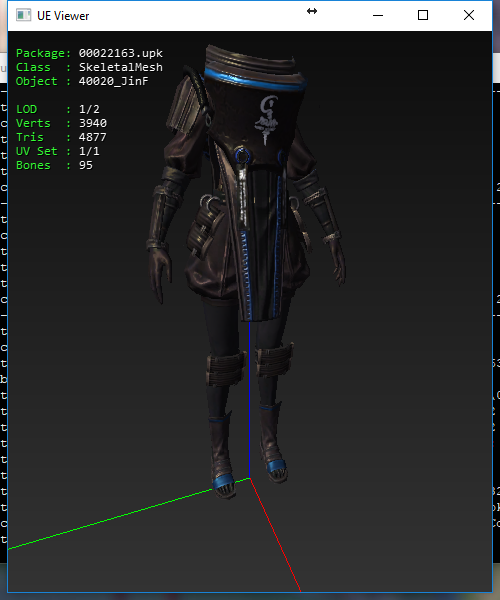 UE Viewer
Package: 00022163.upk
Class : SkeletalMesh
Object : 40020_JinF
LOD : 1/2
Verts : 3940
Tris : 4877
UV Set : 1/1
Bones : 95